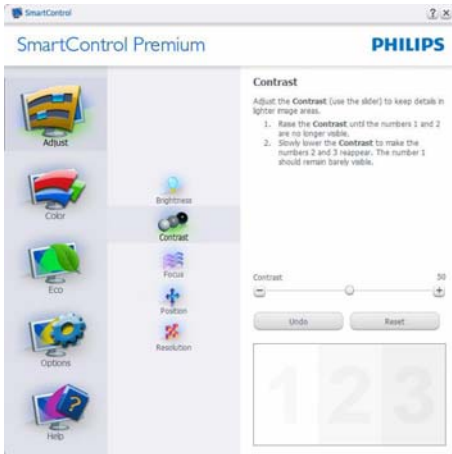 SmartControl
? x
SmartControl Premium
PHILIPS
Adjust
Color
Eco
Options
Help
Brightness
Contrast
Focus
Position
Resolution
Contrast
Adjust the Contrast (use the slider) to keep details in
lighter image areas.
1. Raise the Contrast until the numbers 1 and 2
are no longer visible.
2. Slowly lower the Contrast to make the
numbers 2 and 3 reappear. The number 1
should remain barely visible.
Contrast 50
Undo Reset
1 2 3